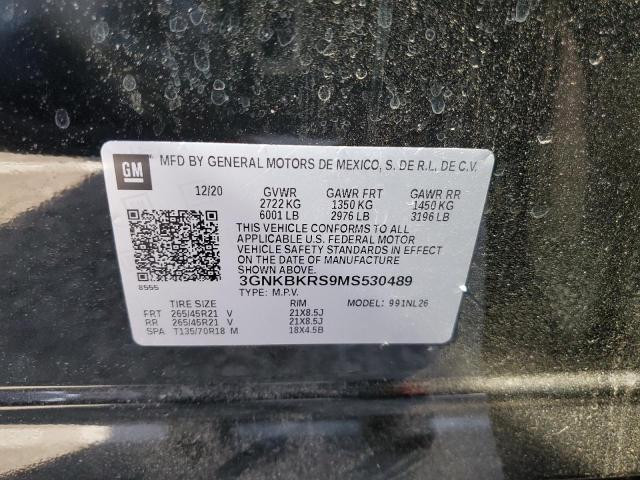 GM MFD BY GENERAL MOTORS DE MEXICO, S. DE R.L. DE C.V.
12/20 GVWR GAWR FRT GAWR RR
2722 KG 1350 KG 1450 KG
6001 LB 2976 LB 3196 LB
THIS VEHICLE CONFORMS TO ALL
APPLICABLE U.S. FEDERAL MOTOR
VEHICLE SAFETY STANDARDS IN EFFECT
ON THE DATE OF MANUFACTURE
SHOWN ABOVE.
3GNKBKRS9MS530489
8555
TYPE: M.P.V.
TIRE SIZE RIM MODEL: 991NL26
FRT 265/45R21 V 21X8.5J
RR 265/45R21 V 21X8.5J
SPA T135/70R18 M 18X4.5B